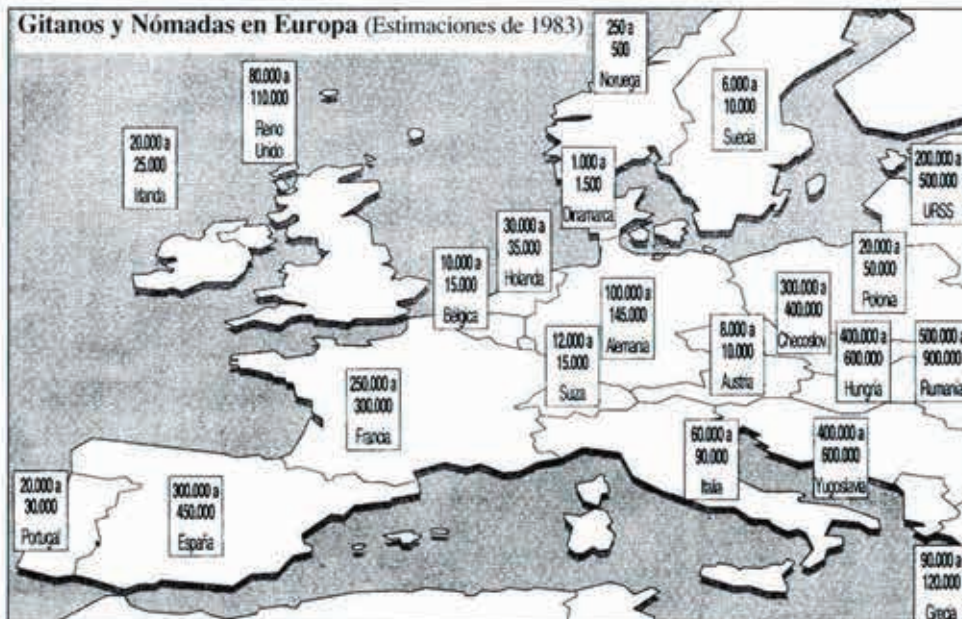 Gitanos y Nómadas en Europa (Estimaciones de 1983)
250 a
500
Noruega
80.000 a
110.000
Reino
Unido
6.000 a
10.000
Suecia
20.000 a
25.000
Irlanda
1.000 a
1.500
Dinamarca
200.000 a
500.000
URSS
30.000 a
35.000
Holanda
20.000 a
50.000
Polonia
10.000 a
15.000
Bélgica
100.000 a
145.000
Alemania
300.000 a
400.000
Checoslov.
12.000 a
15.000
Suiza
8.000 a
10.000
Austria
400.000 a
600.000
Hungria
500.000 a
900.000
Rumania
250.000 a
300.000
Francia
60.000 a
90.000
Italia
400.000 a
600.000
Yugoslavia
20.000 a
30.000
Portugal
300.000 a
450.000
España
90.000 a
120.000
Grecia